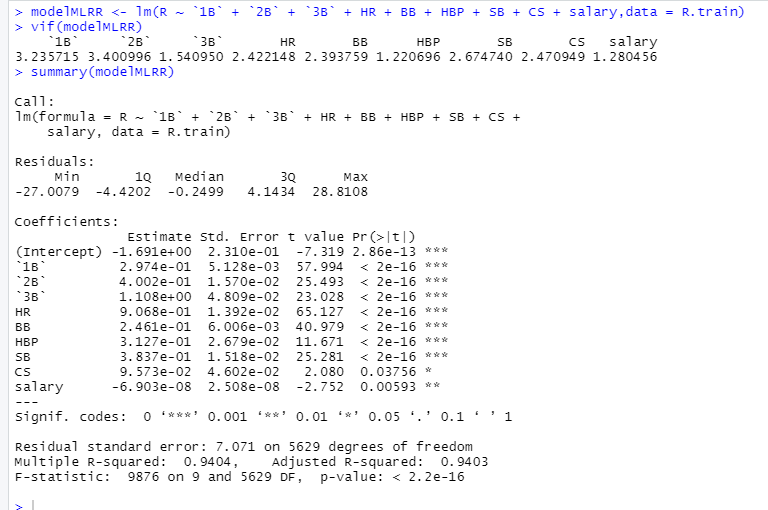 > modelMLRR <- lm(R ~ `1B` + `2B` + `3B` + HR + BB + HBP + SB + CS + salary,data = R.train)
> vif(modelMLRR)
`1B` `2B` `3B` HR BB HBP SB CS salary
3.235715 3.400996 1.540950 2.422148 2.393759 1.220696 2.674740 2.470949 1.280456
> summary(modelMLRR)
Call:
lm(formula = R ~ `1B` + `2B` + `3B` + HR + BB + HBP + SB + CS +
salary, data = R.train)
Residuals:
Min 1Q Median 3Q Max
-27.0079 -4.4202 -0.2499 4.1434 28.8108
Coefficients:
Estimate Std. Error t value Pr(>|t|)
(Intercept) -1.691e+00 2.310e-01 -7.319 2.86e-13 ***
`1B` 2.974e-01 5.128e-03 57.994 < 2e-16 ***
`2B` 4.002e-01 1.570e-02 25.493 < 2e-16 ***
`3B` 1.108e+00 4.809e-02 23.028 < 2e-16 ***
HR 9.068e-01 1.392e-02 65.127 < 2e-16 ***
BB 2.461e-01 6.006e-03 40.979 < 2e-16 ***
HBP 3.127e-01 2.679e-02 11.671 < 2e-16 ***
SB 3.837e-01 1.518e-02 25.281 < 2e-16 ***
CS 9.573e-02 4.602e-02 2.080 0.03756 *
salary -6.903e-08 2.508e-08 -2.752 0.00593 **
---
Signif. codes: 0 ‘***’ 0.001 ‘**’ 0.01 ‘*’ 0.05 ‘.’ 0.1 ‘ ’ 1
Residual standard error: 7.071 on 5629 degrees of freedom
Multiple R-squared: 0.9404, Adjusted R-squared: 0.9403
F-statistic: 9876 on 9 and 5629 DF, p-value: < 2.2e-16
>